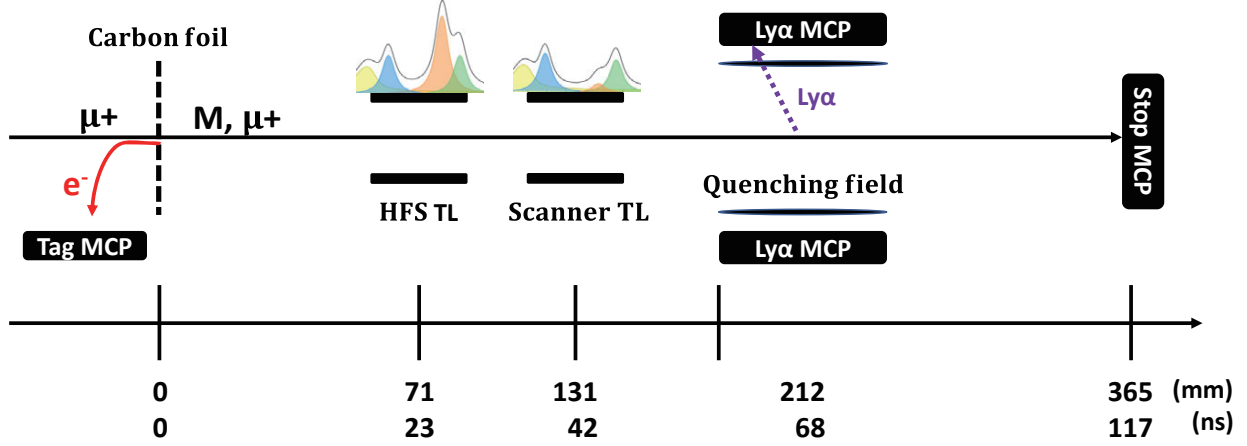 Carbon foil
Lyα MCP
μ+
M, μ+
Lyα
Stop MCP
e-
HFS TL
Scanner TL
Quenching field
Tag MCP
Lyα MCP
0 71 131 212 365 (mm)
0 23 42 68 117 (ns)